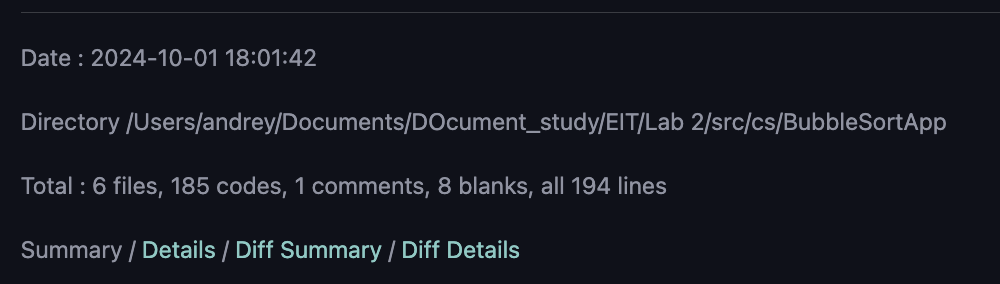 Date : 2024-10-01 18:01:42
Directory /Users/andrey/Documents/DOcument_study/EIT/Lab 2/src/cs/BubbleSortApp
Total : 6 files, 185 codes, 1 comments, 8 blanks, all 194 lines
Summary / Details / Diff Summary / Diff Details